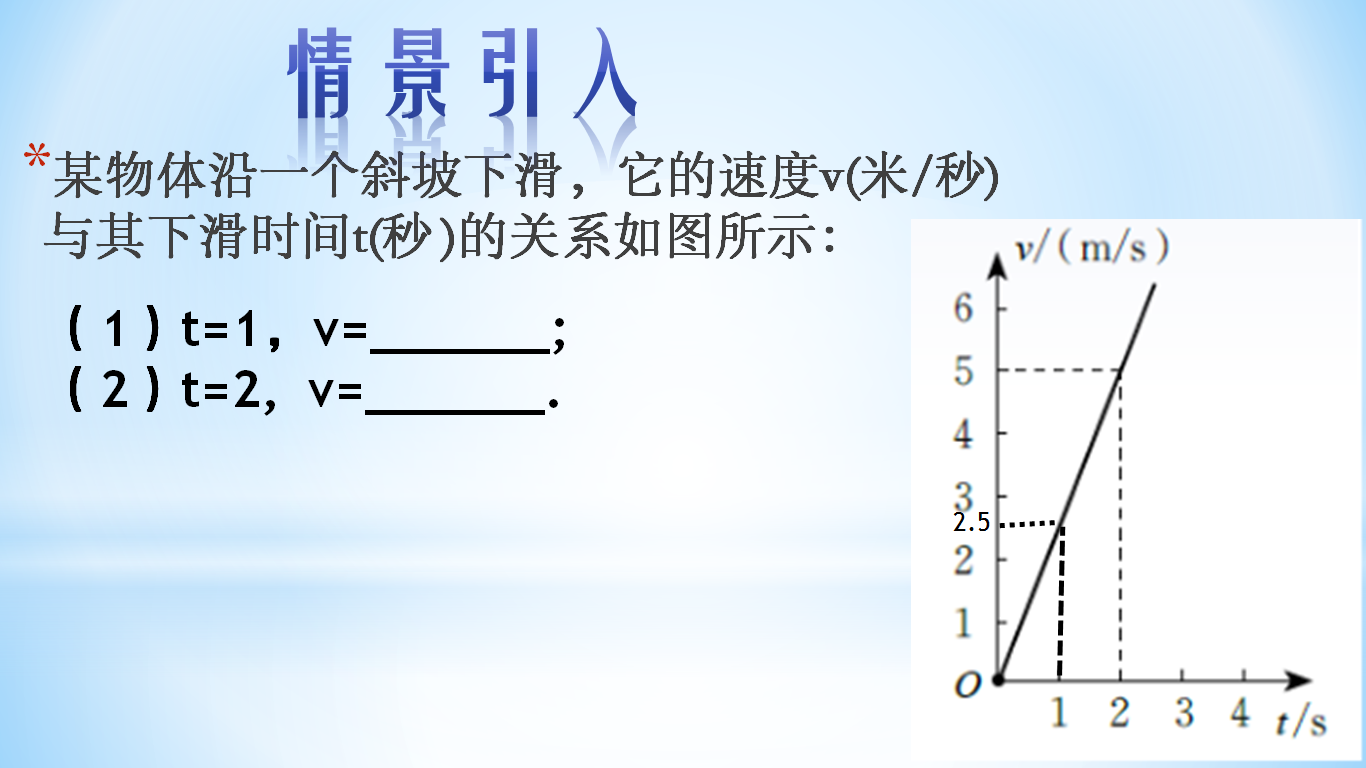 情景引入
*某物体沿一个斜坡下滑，它的速度v(米/秒)
与其下滑时间t(秒)的关系如图所示：
（1）t=1，v=______;
（2）t=2，v=______.
v/(m/s)
6
5
4
3
2.5
2
1
O
1 2 3 4 t/s